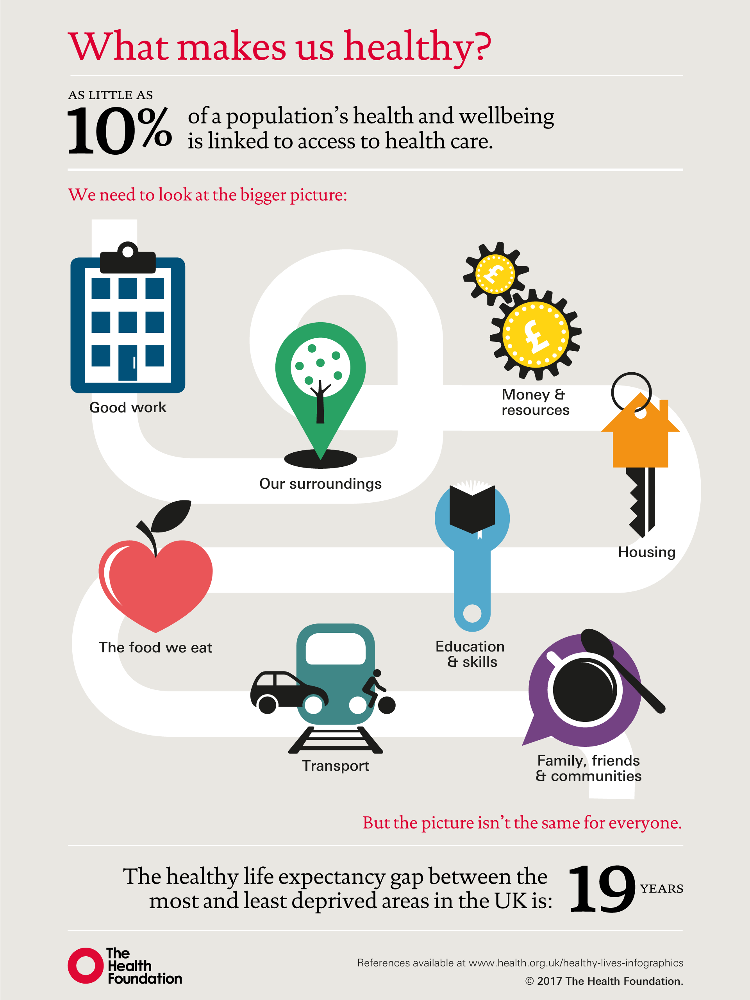 What makes us healthy?
AS LITTLE AS
10%
of a population's health and wellbeing
is linked to access to health care.
We need to look at the bigger picture:
Good work
Our surroundings
£
£
Money &
resources
Housing
The food we eat
Education
& skills
Transport
Family, friends
& communities
But the picture isn't the same for everyone.
The healthy life expectancy gap between the
most and least deprived areas in the UK is:
19 YEARS
The
Health
Foundation
References available at www.health.org.uk/healthy-lives-infographics
© 2017 The Health Foundation.